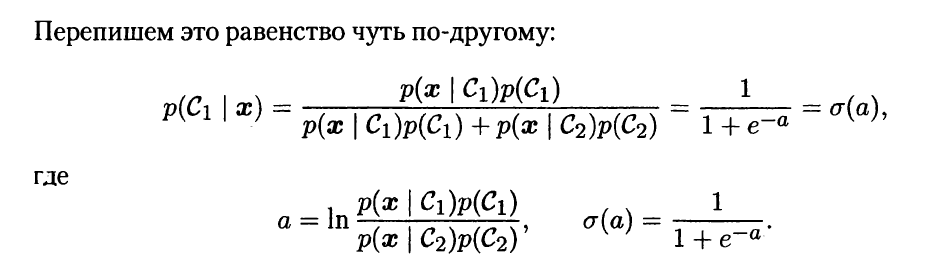 Перепишем это равенство чуть по-другому:
p(𝒞₁ | 𝒙) = p(𝒙 | 𝒞₁)p(𝒞₁) / (p(𝒙 | 𝒞₁)p(𝒞₁) + p(𝒙 | 𝒞₂)p(𝒞₂)) = 1 / (1 + e^{−a}) = σ(a),
где
a = ln (p(𝒙 | 𝒞₁)p(𝒞₁) / p(𝒙 | 𝒞₂)p(𝒞₂)), σ(a) = 1 / (1 + e^{−a}).